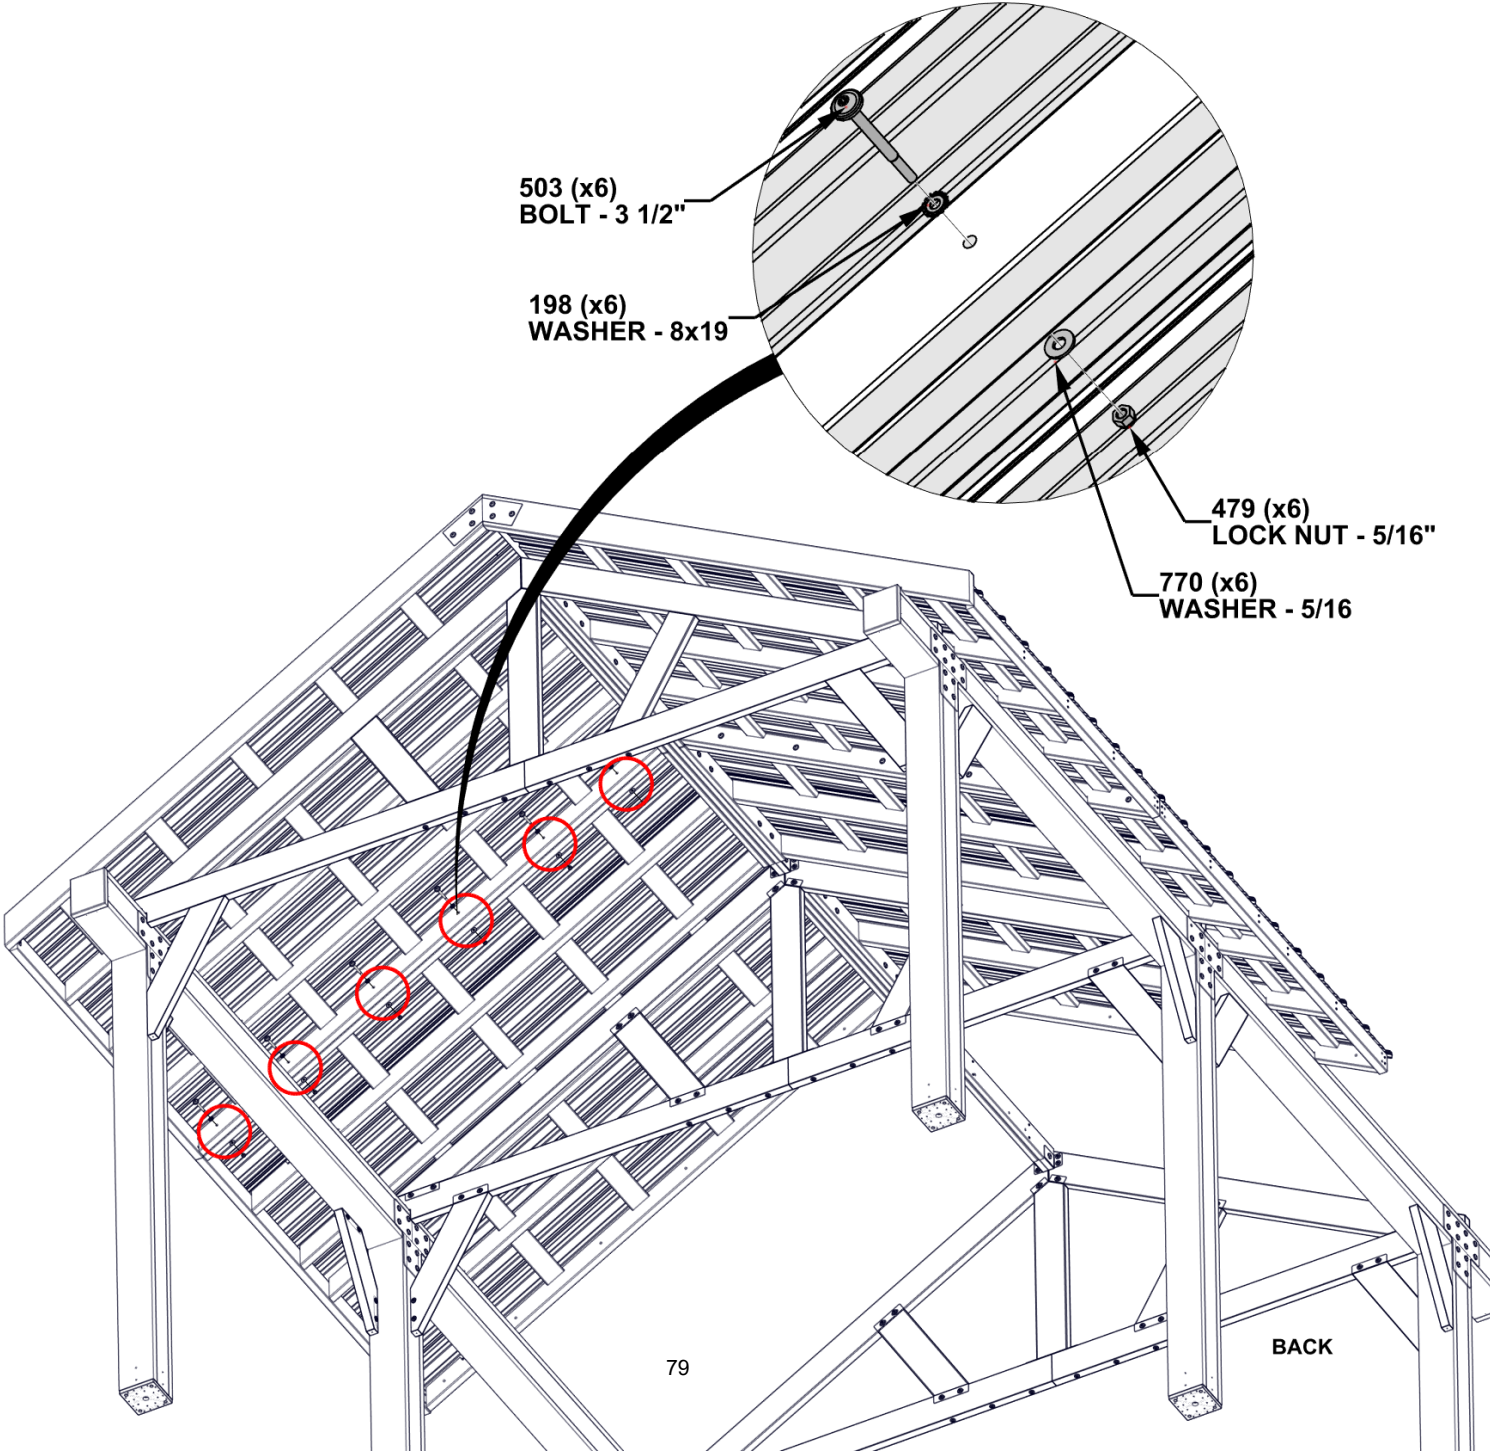 503 (x6)
BOLT - 3 1/2"
198 (x6)
WASHER - 8x19
479 (x6)
LOCK NUT - 5/16"
770 (x6)
WASHER - 5/16
BACK
79